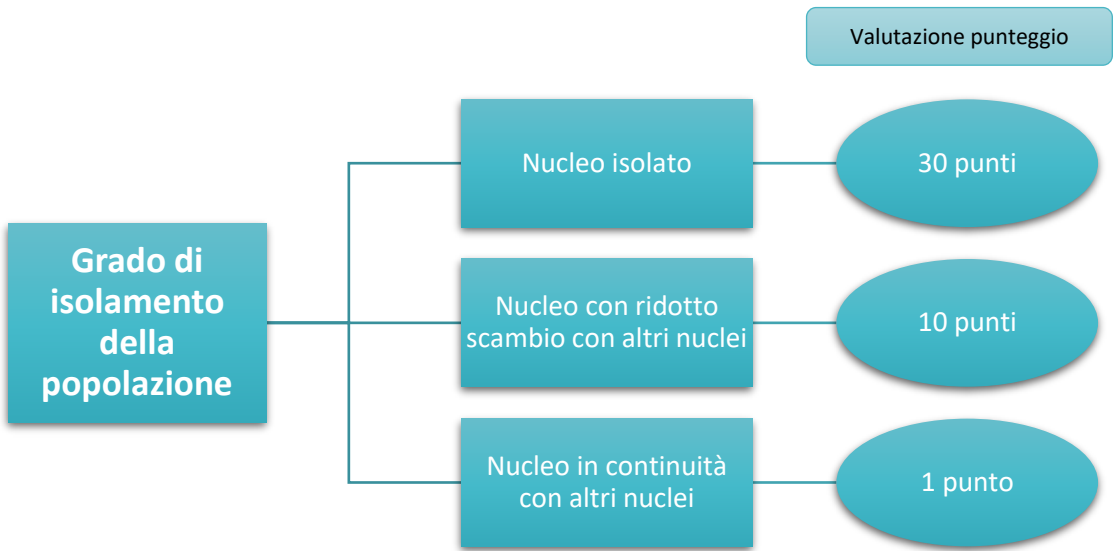 Valutazione punteggio
Grado di
isolamento
della
popolazione
Nucleo isolato
30 punti
Nucleo con ridotto
scambio con altri nuclei
10 punti
Nucleo in continuità
con altri nuclei
1 punto